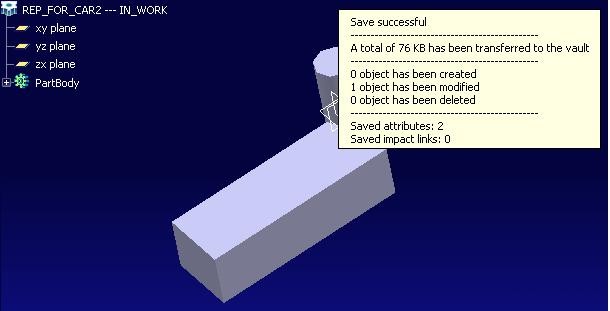 REP_FOR_CAR2 --- IN_WORK
xy plane
yz plane
zx plane
PartBody
Save successful
------------------------------------------------
A total of 76 KB has been transferred to the vault
------------------------------------------------
0 object has been created
1 object has been modified
0 object has been deleted
------------------------------------------------
Saved attributes: 2
Saved impact links: 0